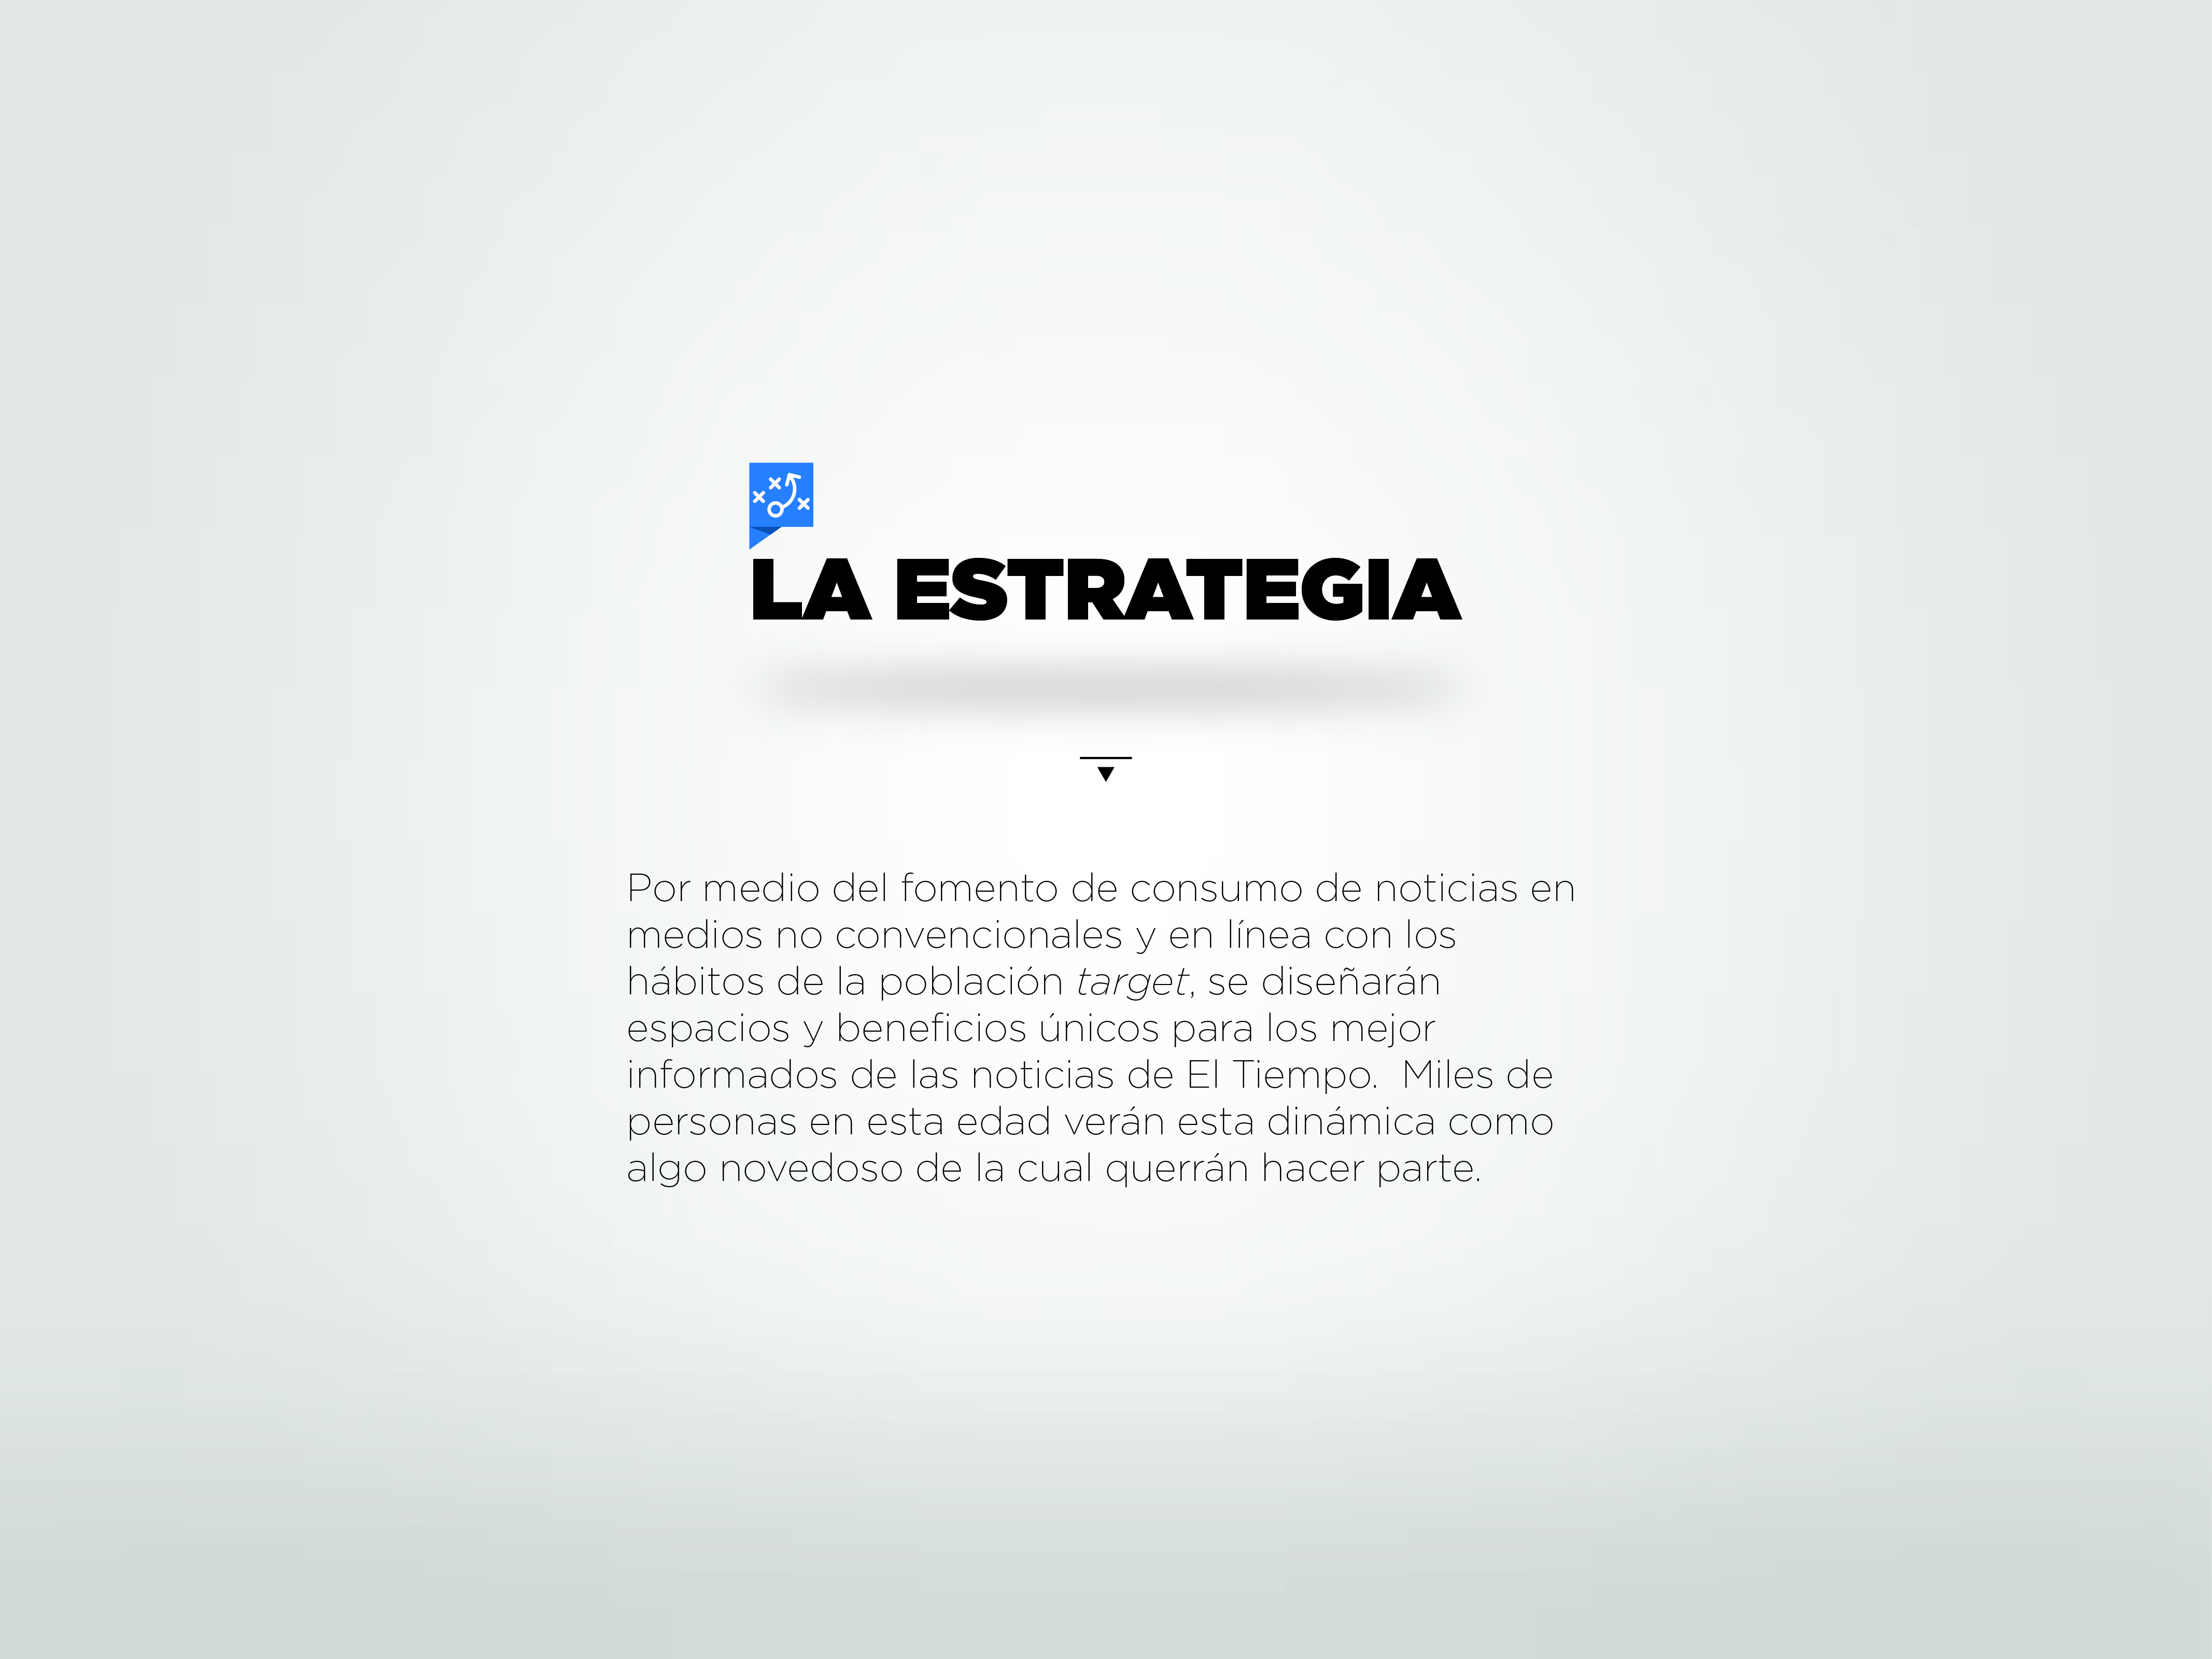 LA ESTRATEGIA
Por medio del fomento de consumo de noticias en
medios no convencionales y en línea con los
hábitos de la población target, se diseñarán
espacios y beneficios únicos para los mejor
informados de las noticias de El Tiempo.  Miles de
personas en esta edad verán esta dinámica como
algo novedoso de la cual querrán hacer parte.